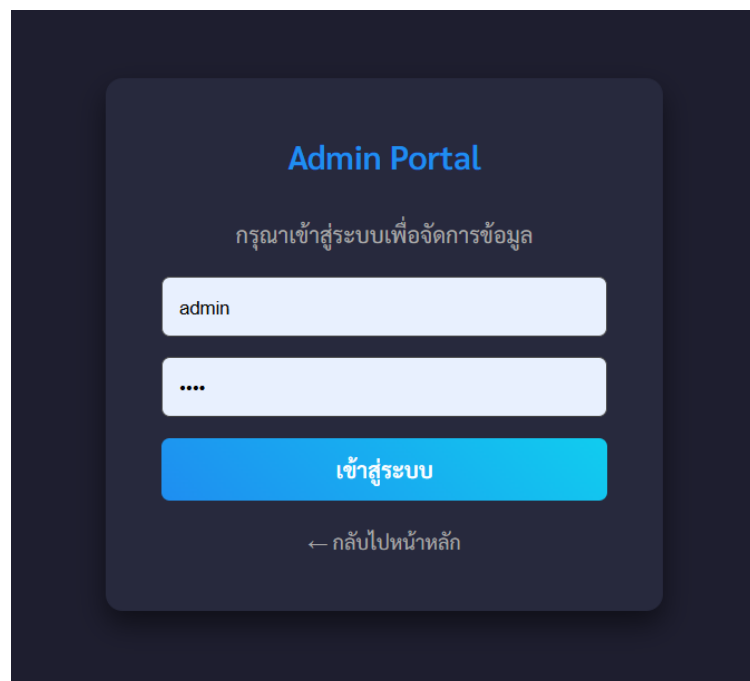 Admin Portal
กรุณาเข้าสู่ระบบเพื่อจัดการข้อมูล
admin
••••
เข้าสู่ระบบ
← กลับไปหน้าหลัก